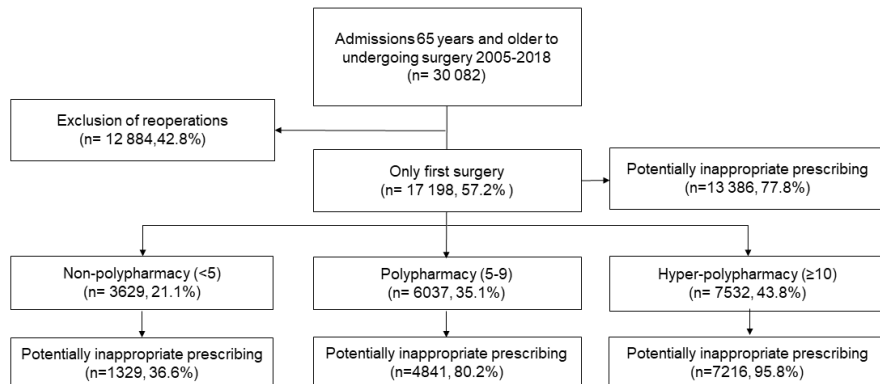 Admissions 65 years and older to
undergoing surgery 2005-2018
(n= 30 082)
Exclusion of reoperations
(n= 12 884,42.8%)
Only first surgery
(n= 17 198, 57.2% )
Potentially inappropriate prescribing
(n=13 386, 77.8%)
Non-polypharmacy (<5)
(n= 3629, 21.1%)
Polypharmacy (5-9)
(n= 6037, 35.1%)
Hyper-polypharmacy (≥10)
(n= 7532, 43.8%)
Potentially inappropriate prescribing
(n=1329, 36.6%)
Potentially inappropriate prescribing
(n=4841, 80.2%)
Potentially inappropriate prescribing
(n=7216, 95.8%)